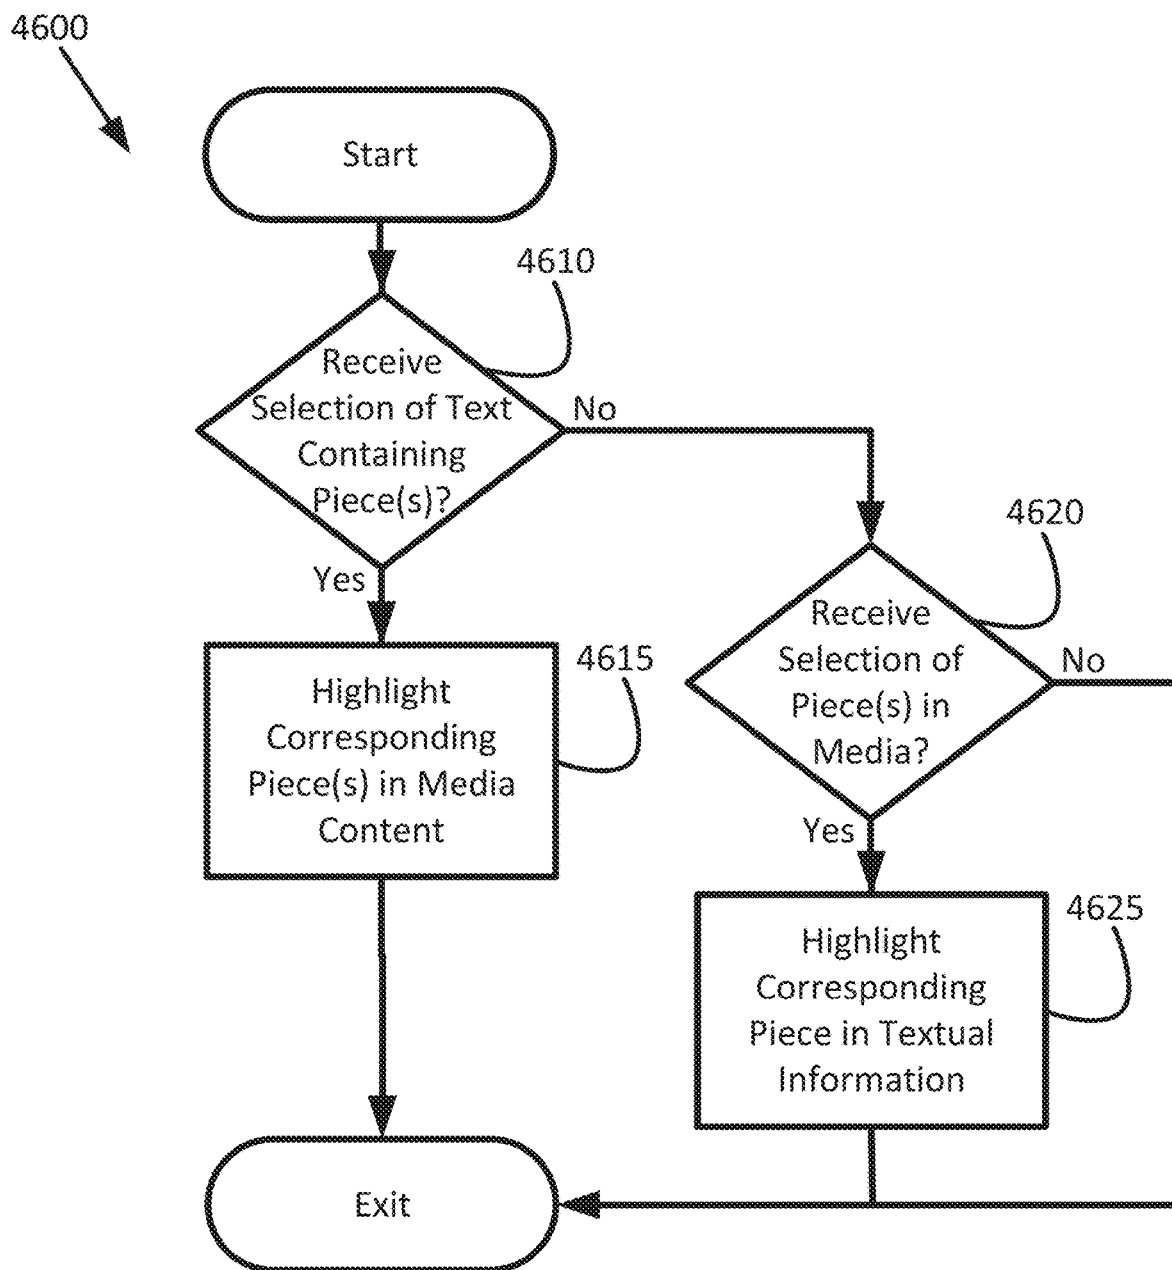 4600
Start
4610
Receive
Selection of Text
Containing
Piece(s)?
No
Yes
4615
Highlight
Corresponding
Piece(s) in Media
Content
4620
Receive
Selection of
Piece(s) in
Media?
No
Yes
4625
Highlight
Corresponding
Piece in Textual
Information
Exit